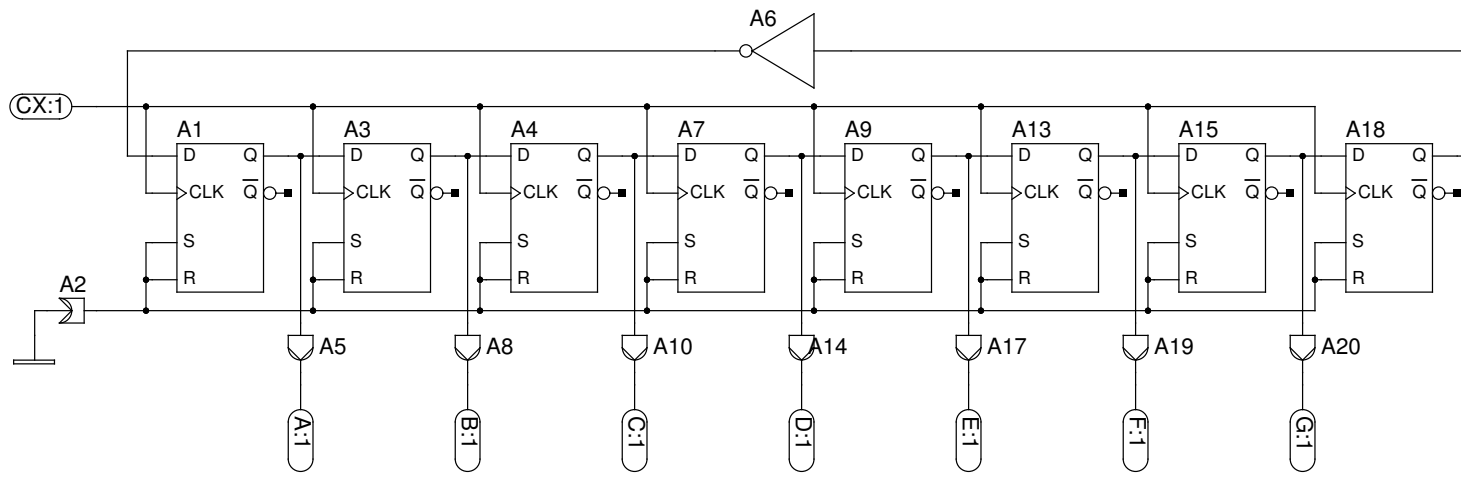 A6
CX:1
A1 A3 A4 A7 A9 A13 A15 A18
D Q D Q D Q D Q D Q D Q D Q D Q
CLK Q CLK Q CLK Q CLK Q CLK Q CLK Q CLK Q CLK Q
S S S S S S S S
R R R R R R R R
A2
A5 A8 A10 A14 A17 A19 A20
A:1 B:1 C:1 D:1 E:1 F:1 G:1